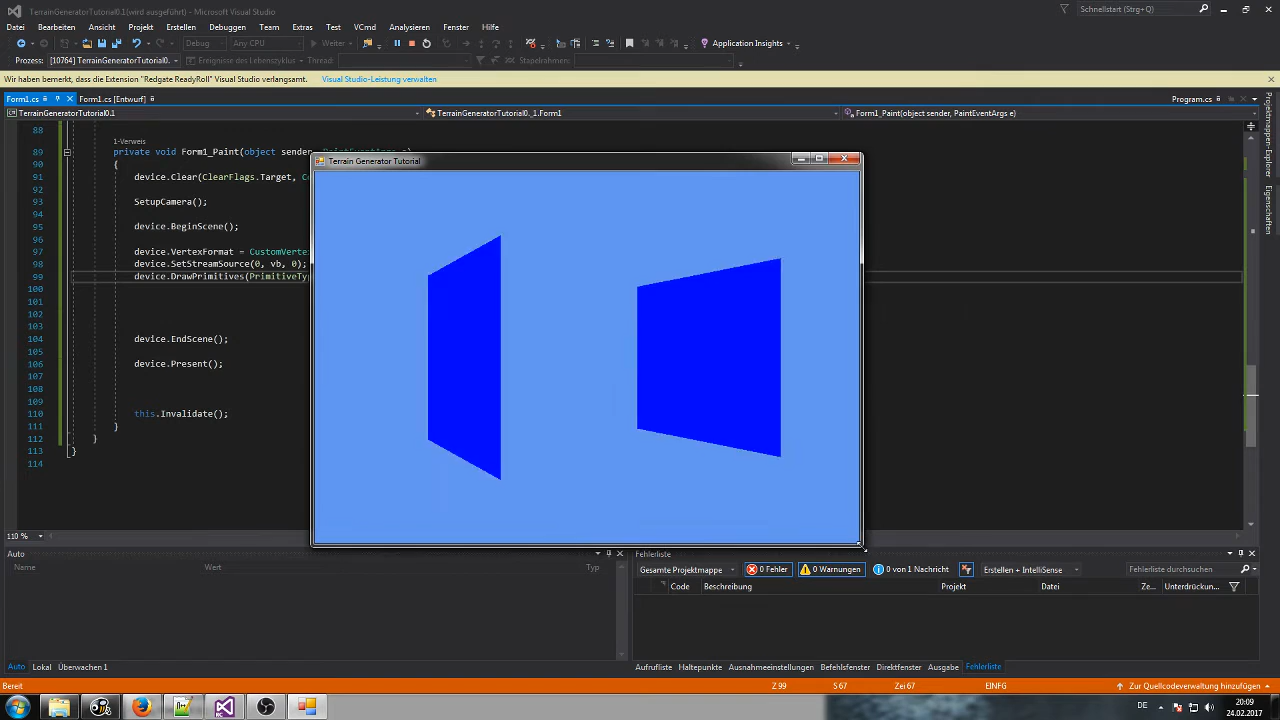 TerrainGeneratorTutorial0.1(wird ausgeführt) - Microsoft Visual Studio
Schnellstart (Strg+Q)
Datei Bearbeiten Ansicht Projekt Erstellen Debuggen Team Extras Test VCmd Analysieren Fenster Hilfe
Debug Any CPU Weiter Application Insights
Prozess: [10764] TerrainGeneratorTutorial0. Ereignisse des Lebenszyklus Thread: Stapelrahmen:
Wir haben bemerkt, dass die Extension "Redgate ReadyRoll" Visual Studio verlangsamt. Visual Studio-Leistung verwalten
Form1.cs Form1.cs [Entwurf] Program.cs
TerrainGeneratorTutorial0.1 TerrainGeneratorTutorial0._1.Form1 Form1_Paint(object sender, PaintEventArgs e)
Projektmappen-Explorer
Eigenschaften
88
1-Verweis
89 private void Form1_Paint(object sender
90 {
91 device.Clear(ClearFlags.Target,
92
93 SetupCamera();
94
95 device.BeginScene();
96
97 device.VertexFormat = CustomVerte
98 device.SetStreamSource(0, vb, 0);
99 device.DrawPrimitives(PrimitiveTy
100
101
102
103
104 device.EndScene();
105
106 device.Present();
107
108
109
110 this.Invalidate();
111 }
112 }
113 }
114
Terrain Generator Tutorial
110 %
Auto
Name Wert Typ
Auto Lokal Überwachen 1
Fehlerliste
Gesamte Projektmappe 0 Fehler 0 Warnungen 0 von 1 Nachricht Erstellen + IntelliSense Fehlerliste durchsuchen
Code Beschreibung Projekt Datei Ze... Unterdrückun...
Aufrufliste Haltepunkte Ausnahmeeinstellungen Befehlsfenster Direktfenster Ausgabe Fehlerliste
Bereit Z 99 S 67 Zei 67 EINFG Zur Quellcodeverwaltung hinzufügen
DE
20:09
24.02.2017